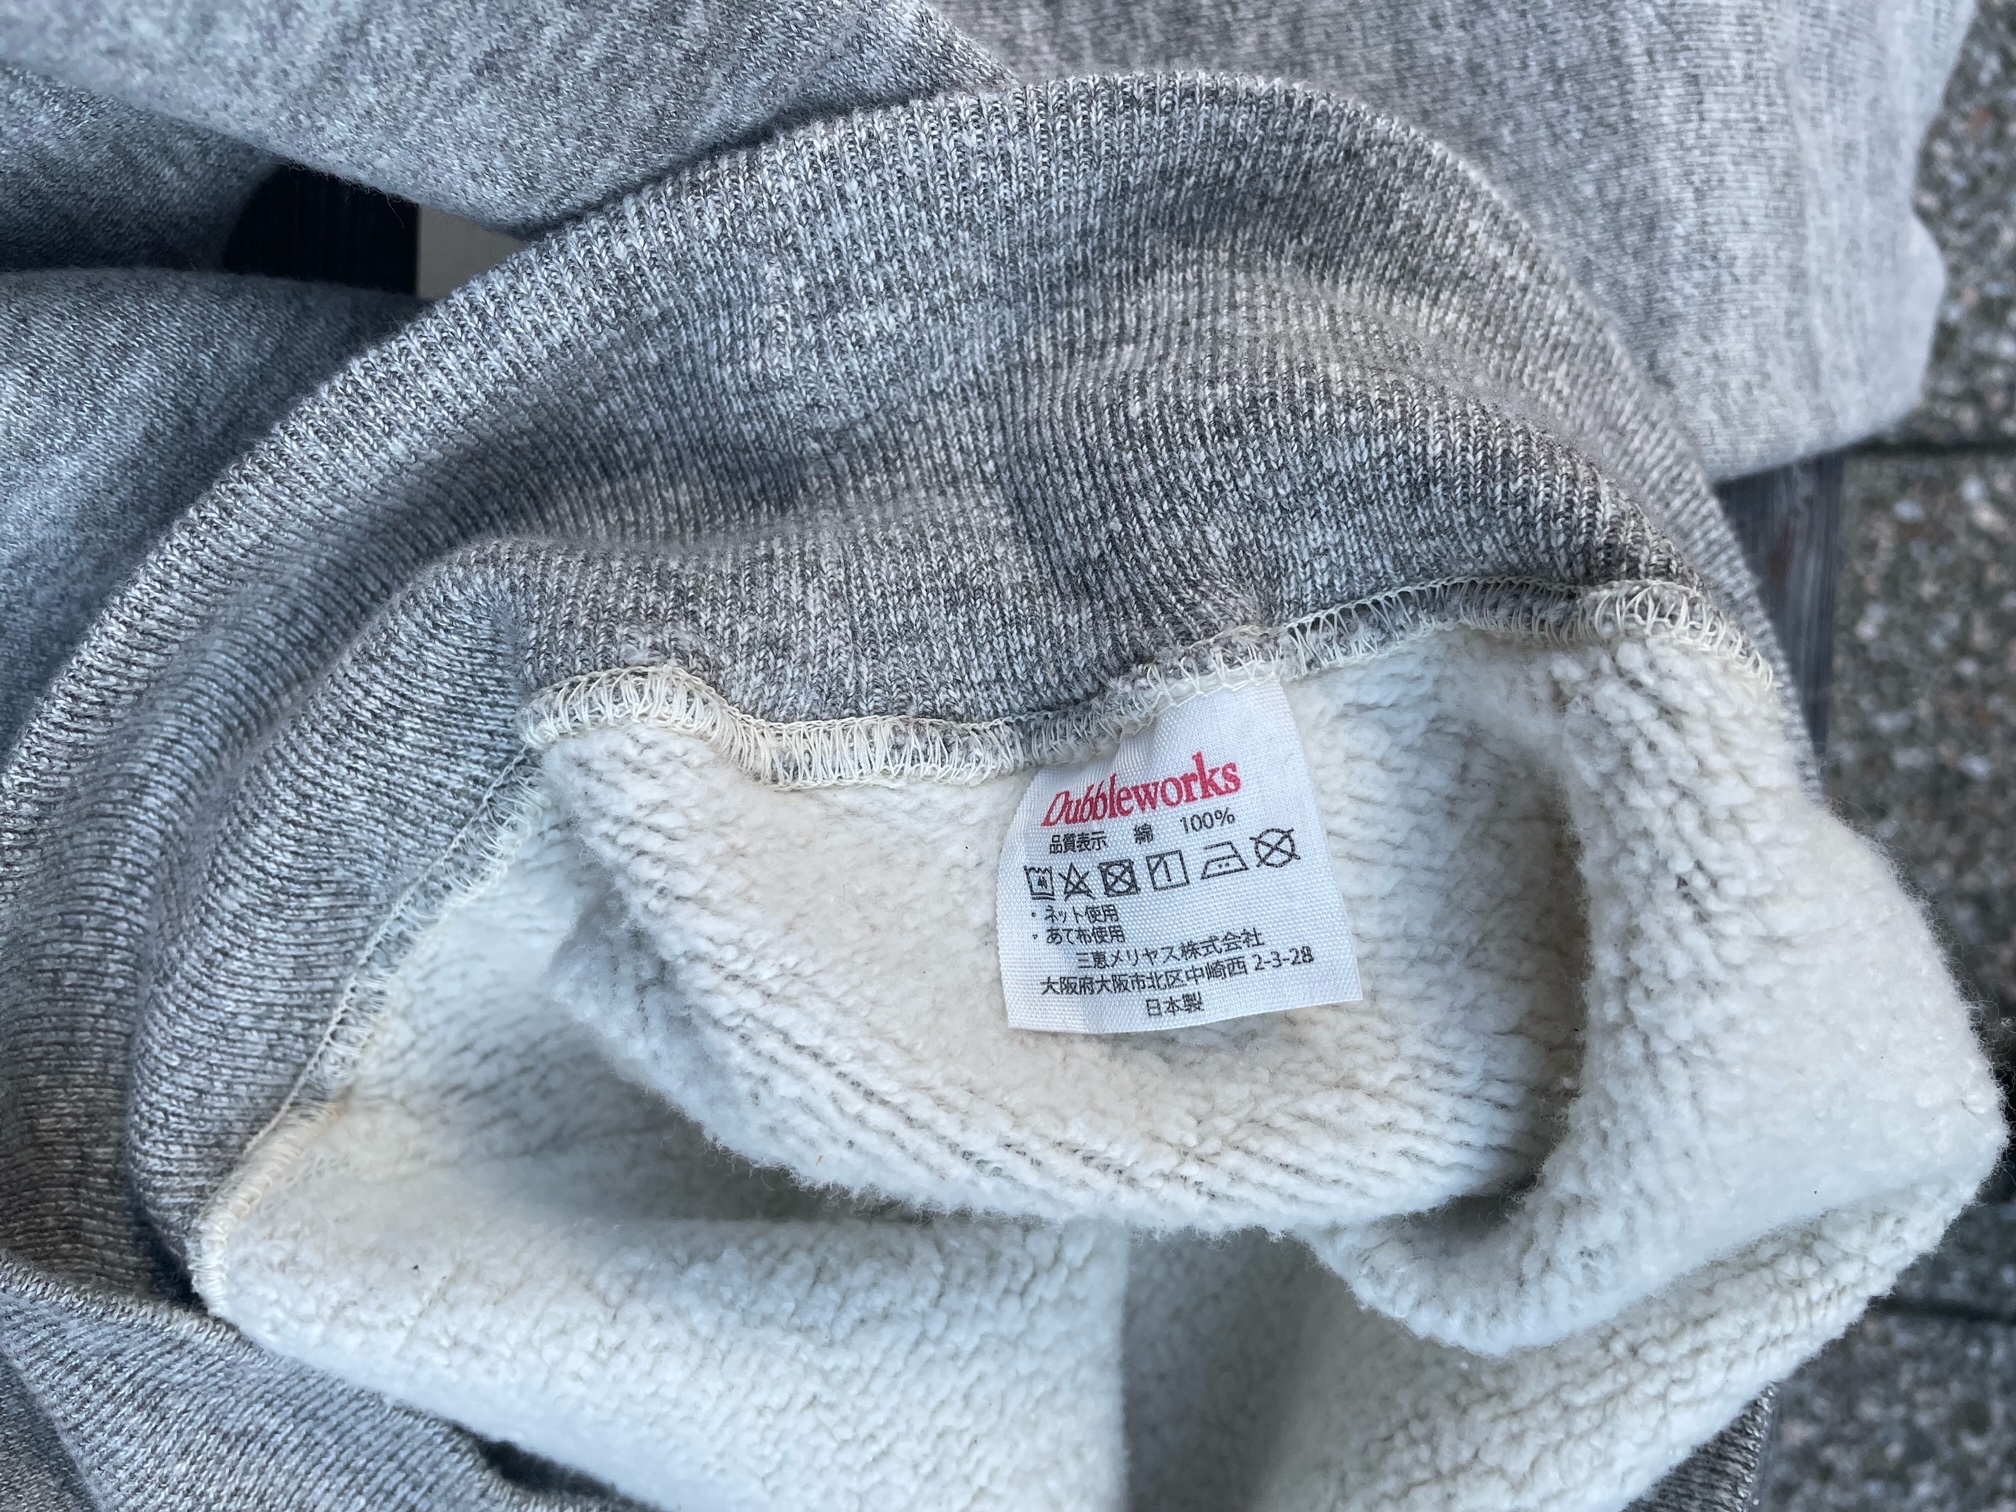 Dubbleworks
品質表示 綿 100%
・ネット使用
・あて布使用
三恵メリヤス株式会社
大阪府大阪市北区中崎西 2-3-28
日本製